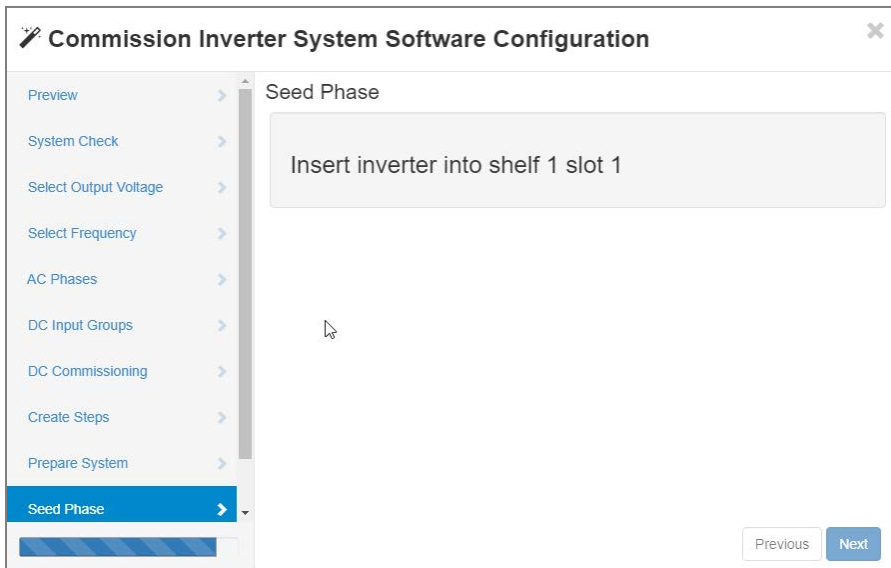 Commission Inverter System Software Configuration
Preview
System Check
Select Output Voltage
Select Frequency
AC Phases
DC Input Groups
DC Commissioning
Create Steps
Prepare System
Seed Phase
Seed Phase
Insert inverter into shelf 1 slot 1
Previous
Next